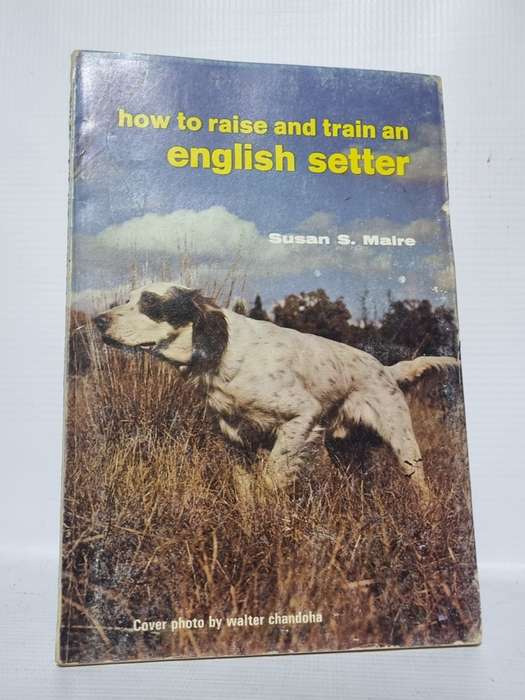 how to raise and train an
english setter
Susan S. Maire
Cover photo by walter chandoha